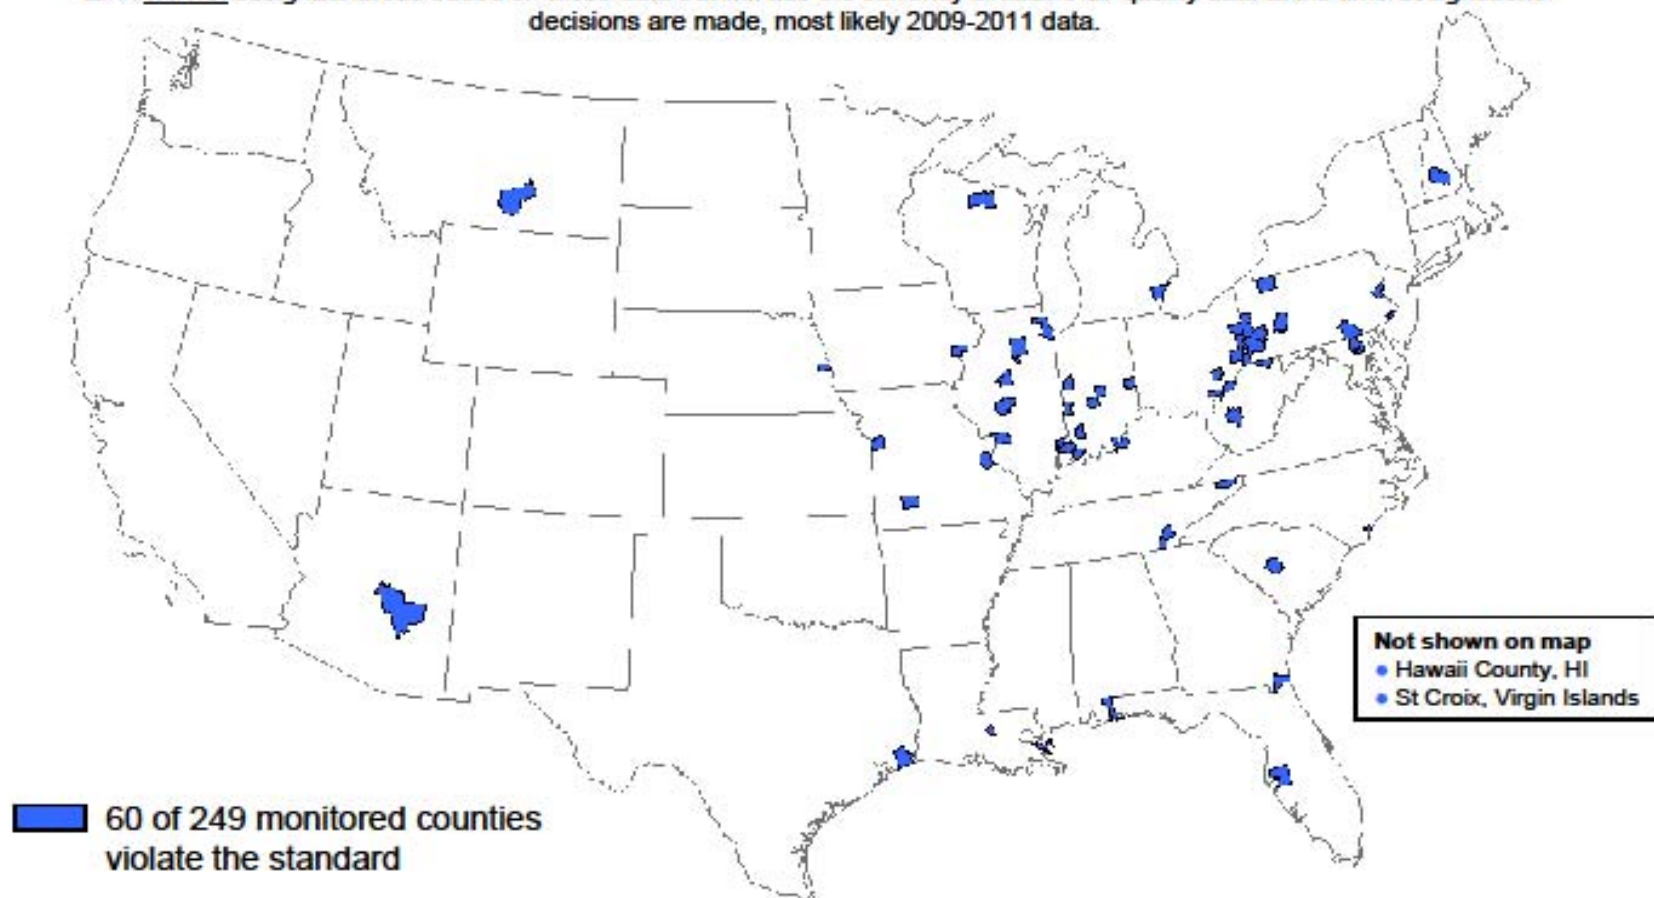 decisions are made, most likely 2009-2011 data.
Not shown on map
• Hawaii County, HI
• St Croix, Virgin Islands
60 of 249 monitored counties
violate the standard